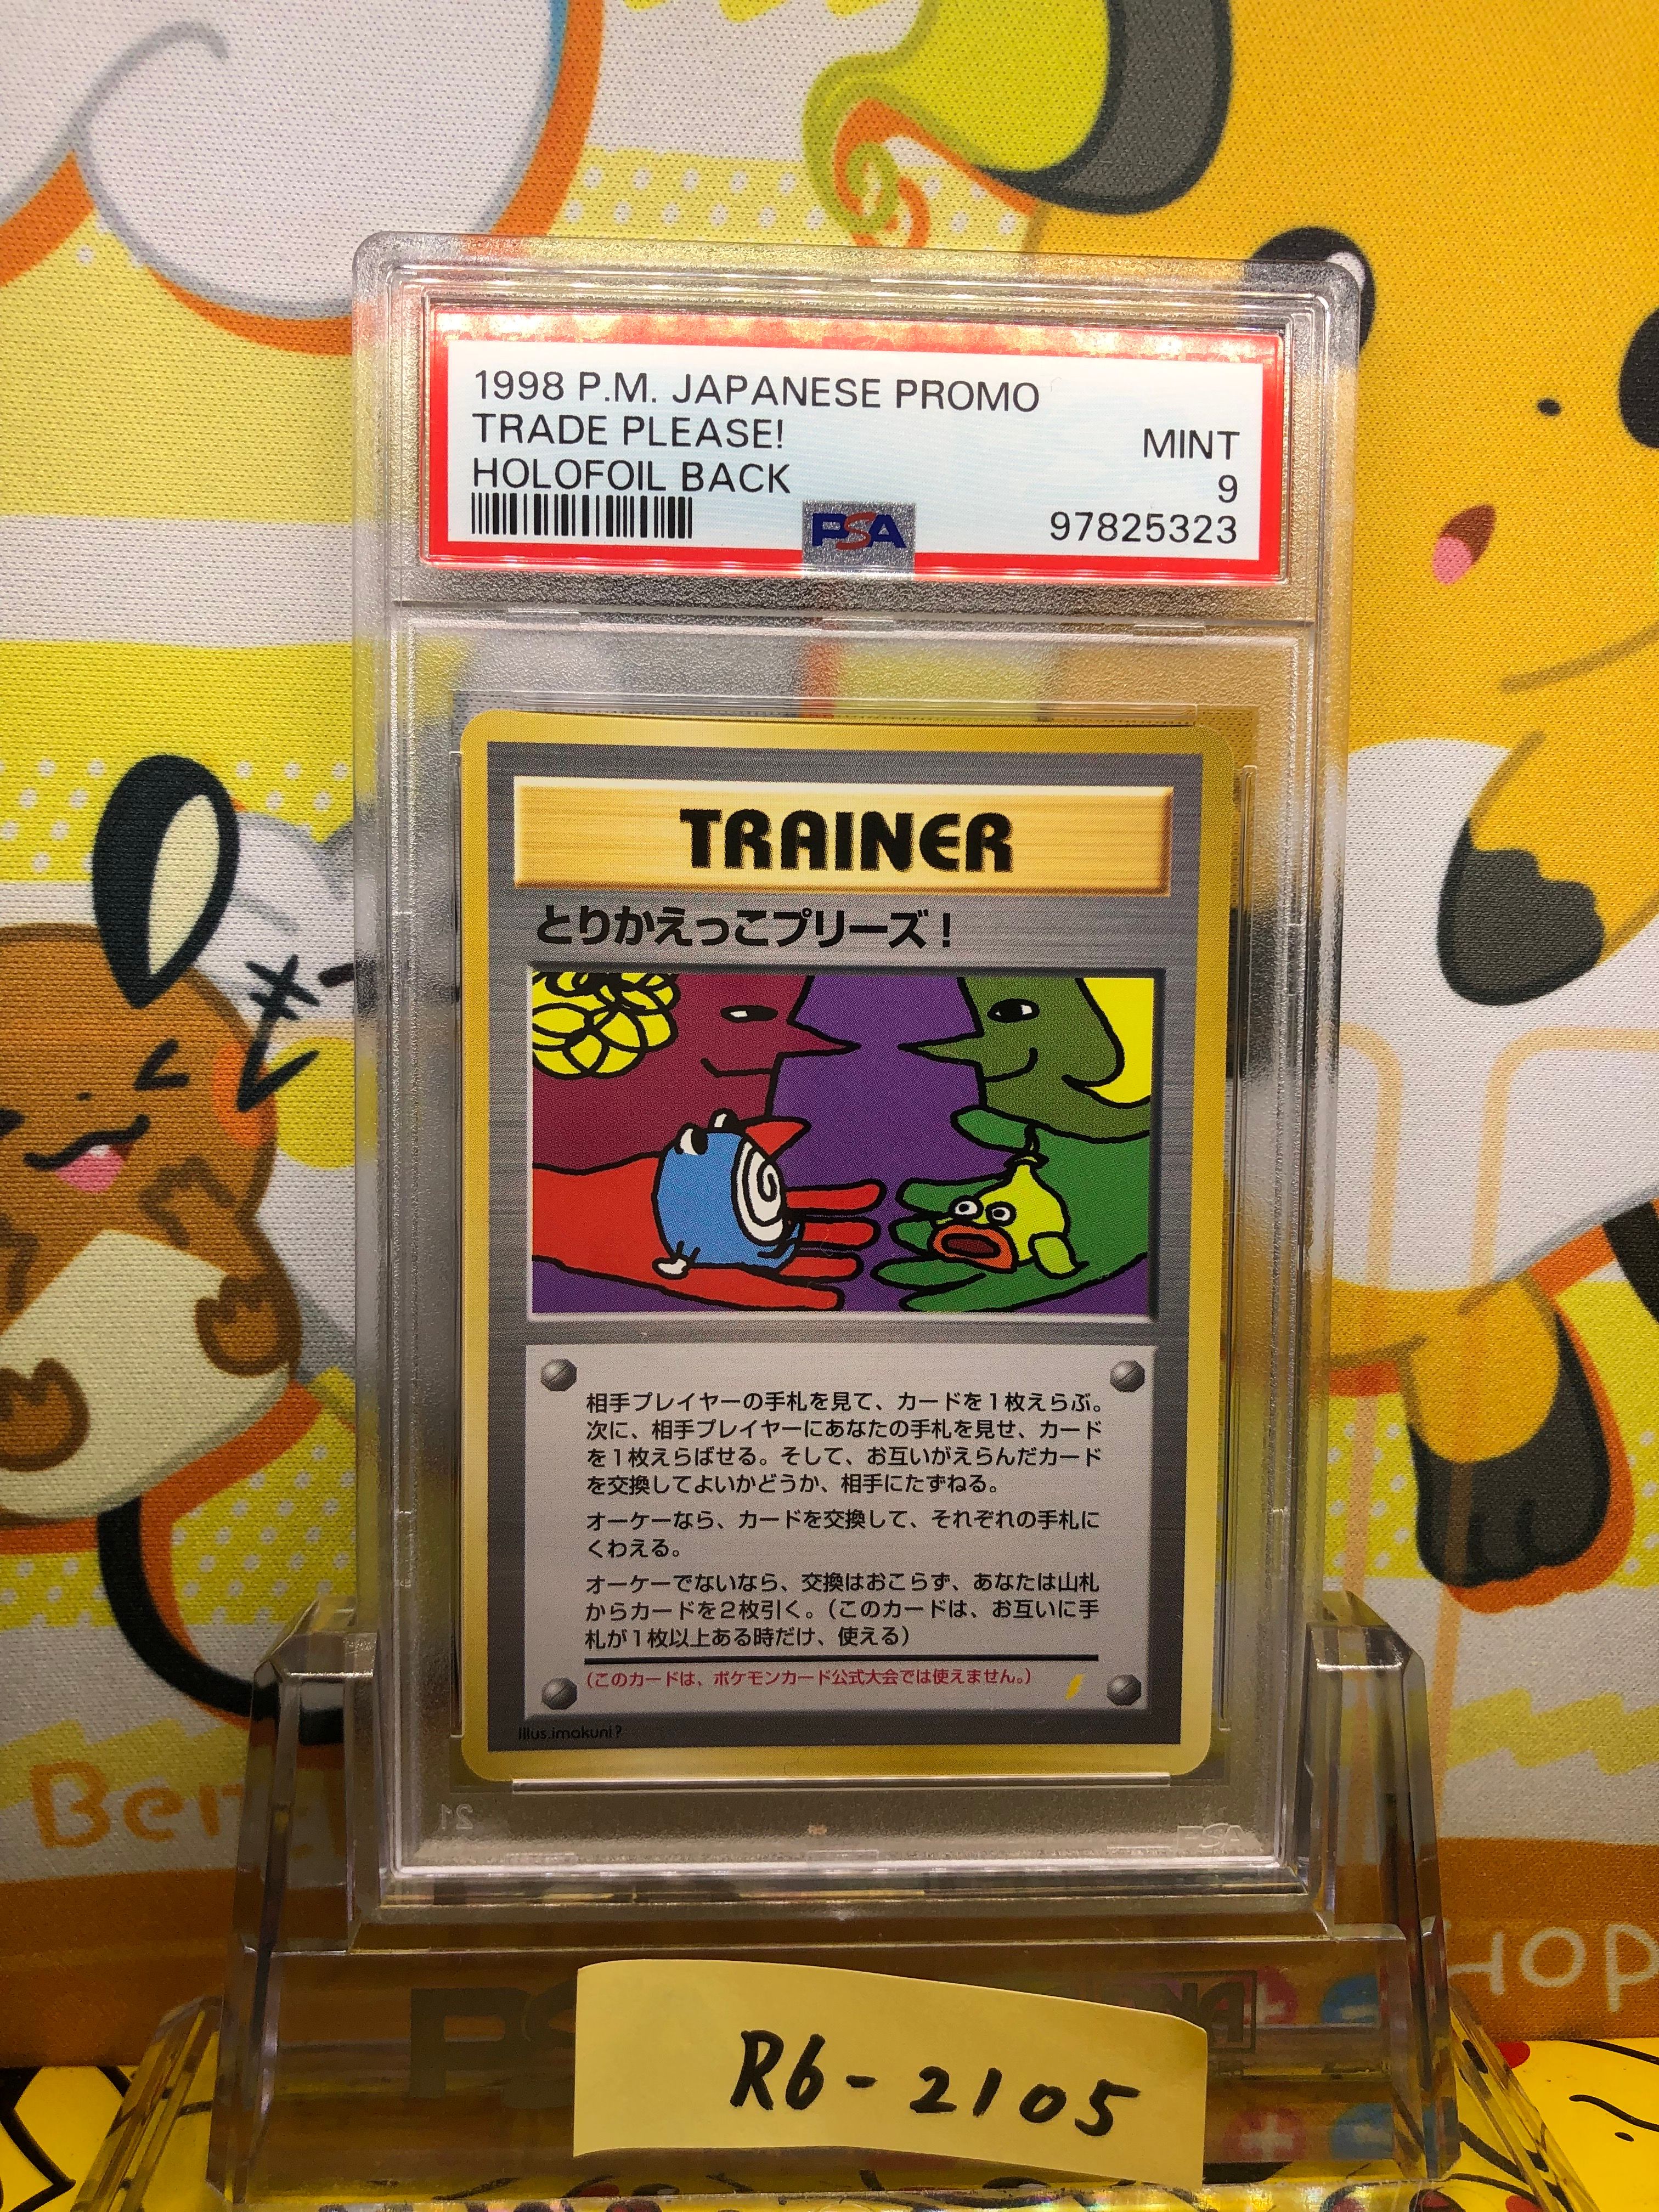 1998 P.M. JAPANESE PROMO
TRADE PLEASE!
HOLOFOIL BACK
MINT
9
97825323
PSA
TRAINER
とりかえっこプリーズ！
相手プレイヤーの手札を見て、カードを1枚えらぶ。
次に、相手プレイヤーにあなたの手札を見せ、カード
を1枚えらばせる。そして、お互いがえらんだカード
を交換してよいかどうか、相手にたずねる。
オーケーなら、カードを交換して、それぞれの手札に
くわえる。
オーケーでないなら、交換はおこらず、あなたは山札
からカードを2枚引く。（このカードは、お互いに手
札が1枚以上ある時だけ、使える）
（このカードは、ポケモンカード公式大会では使えません。）
Illus.imakuni?
21
PSA
R6-2105